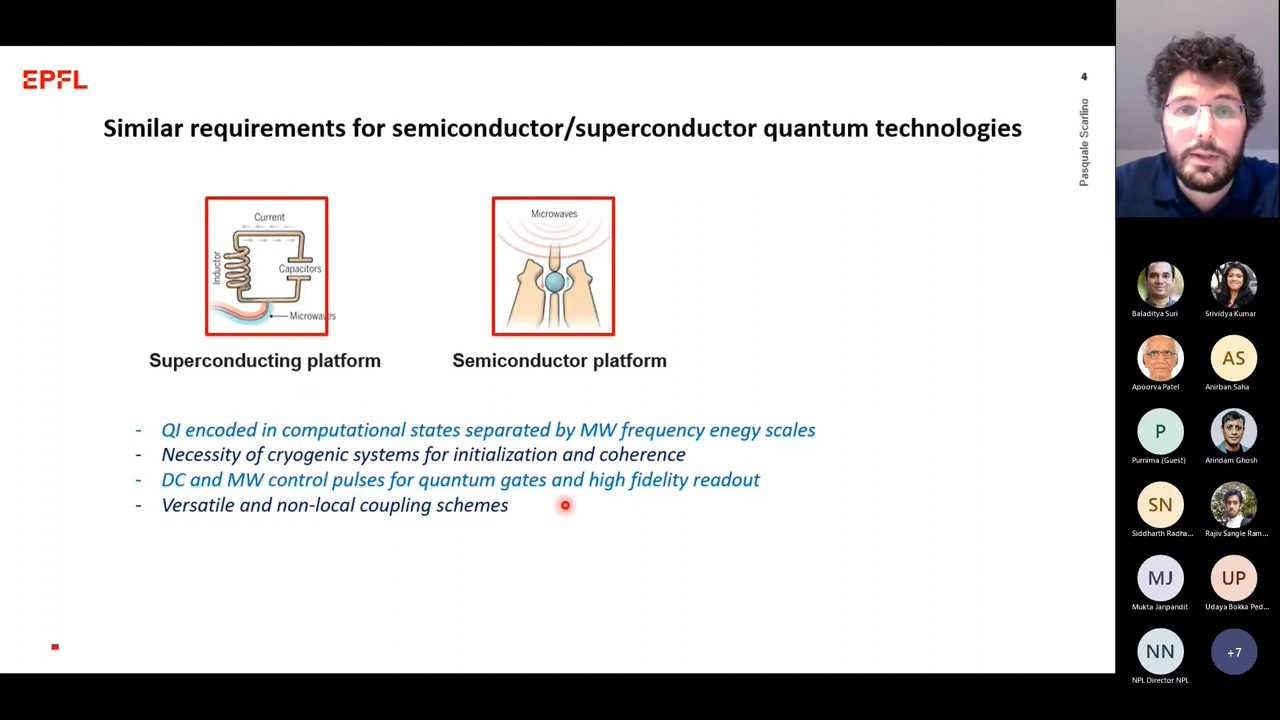 EPFL
4
Pasquale Scarlino
Similar requirements for semiconductor/superconductor quantum technologies
Current
Inductor
Capacitors
Microwaves
Microwaves
Superconducting platform
Semiconductor platform
- QI encoded in computational states separated by MW frequency enegy scales
- Necessity of cryogenic systems for initialization and coherence
- DC and MW control pulses for quantum gates and high fidelity readout
- Versatile and non-local coupling schemes
Baladitya Suri
Srividya Kumar
Apoorva Patel
AS
Anirban Saha
P
Purnima (Guest)
Arindam Ghosh
SN
Siddharth Radha...
Rajiv Sangle Ram...
MJ
Mukta Janpandit
UP
Udaya Bokka Ped...
NN
NPL Director NPL
+7